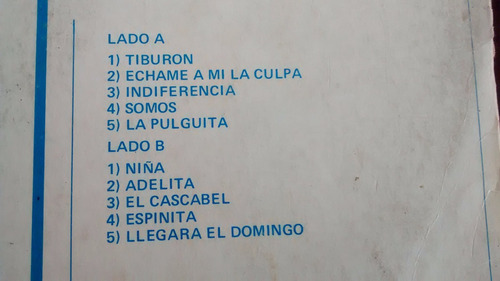 LADO A
1) TIBURON
2) ECHAME A MI LA CULPA
3) INDIFERENCIA
4) SOMOS
5) LA PULGUITA
LADO B
1) NIÑA
2) ADELITA
3) EL CASCABEL
4) ESPINITA
5) LLEGARA EL DOMINGO